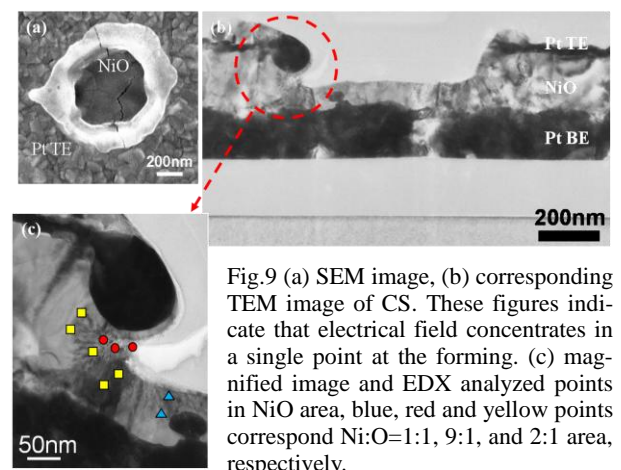 (a)
NiO
Pt TE
200nm
(b)
Pt TE
NiO
Pt BE
200nm
(c)
50nm
Fig.9 (a) SEM image, (b) corresponding
TEM image of CS. These figures indi-
cate that electrical field concentrates in
a single point at the forming. (c) mag-
nified image and EDX analyzed points
in NiO area, blue, red and yellow points
correspond Ni:O=1:1, 9:1, and 2:1 area,
respectively.